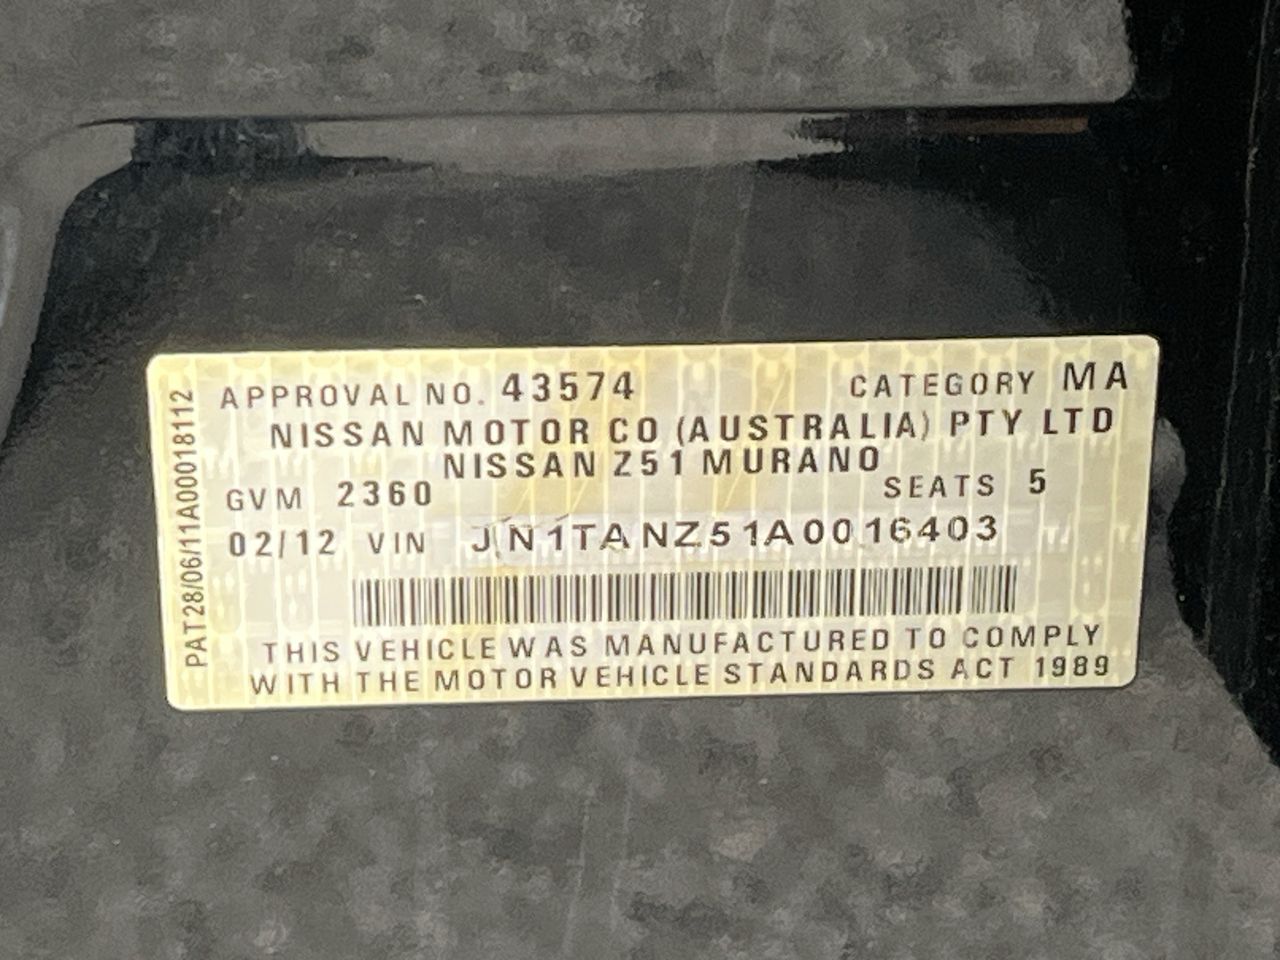 APPROVAL NO. 43574 CATEGORY MA
NISSAN MOTOR CO (AUSTRALIA) PTY LTD
NISSAN Z51 MURANO
GVM 2360 SEATS 5
02/12 VIN JN1TANZ51A0016403
THIS VEHICLE WAS MANUFACTURED TO COMPLY
WITH THE MOTOR VEHICLE STANDARDS ACT 1989
PAT28/06/11A00018112